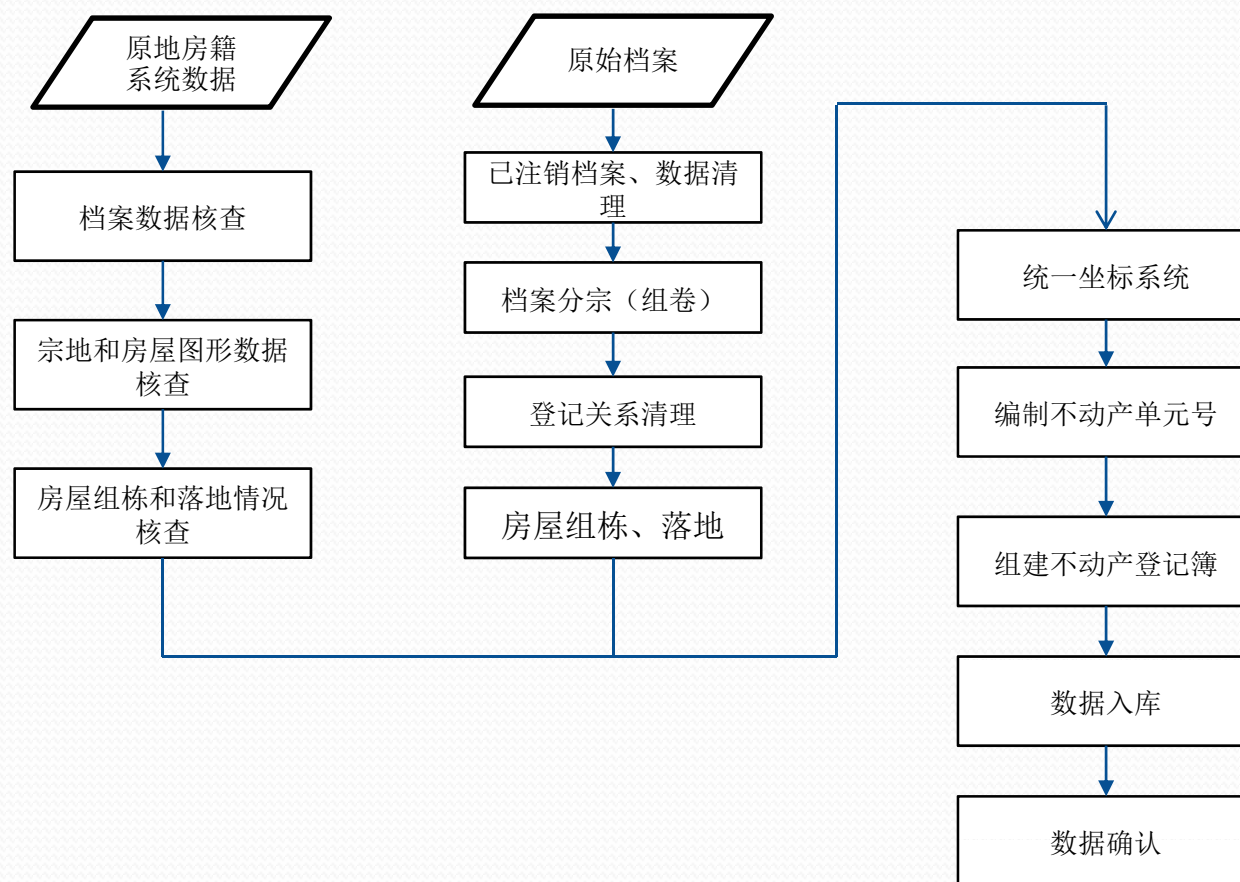 原地房籍
系统数据
档案数据核查
宗地和房屋图形数据
核查
房屋组栋和落地情况
核查
原始档案
已注销档案、数据清
理
档案分宗（组卷）
登记关系清理
房屋组栋、落地
统一坐标系统
编制不动产单元号
组建不动产登记簿
数据入库
数据确认